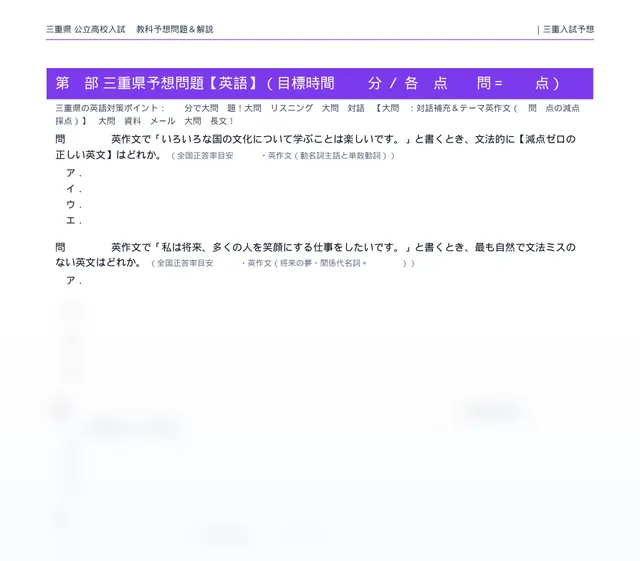 三重県 公立高校入試　教科予想問題＆解説
| 三重入試予想
第　部 三重県予想問題【英語】（目標時間　　分 / 各　点　　問 =　　点）
三重県の英語対策ポイント：　　分で大問　題！大問　リスニング　大問　対話　【大問　：対話補充＆テーマ英作文（　問　点の減点
採点）】　大問　資料　メール　大問　長文！
問　　　　英作文で「いろいろな国の文化について学ぶことは楽しいです。」と書くとき、文法的に【減点ゼロの
正しい英文】はどれか。（全国正答率目安　　　・英作文（動名詞主語と単数動詞））
ア．
イ．
ウ．
エ．
問　　　　英作文で「私は将来、多くの人を笑顔にする仕事をしたいです。」と書くとき、最も自然で文法ミスの
ない英文はどれか。（全国正答率目安　　　・英作文（将来の夢・関係代名詞 +　　　　））
ア．